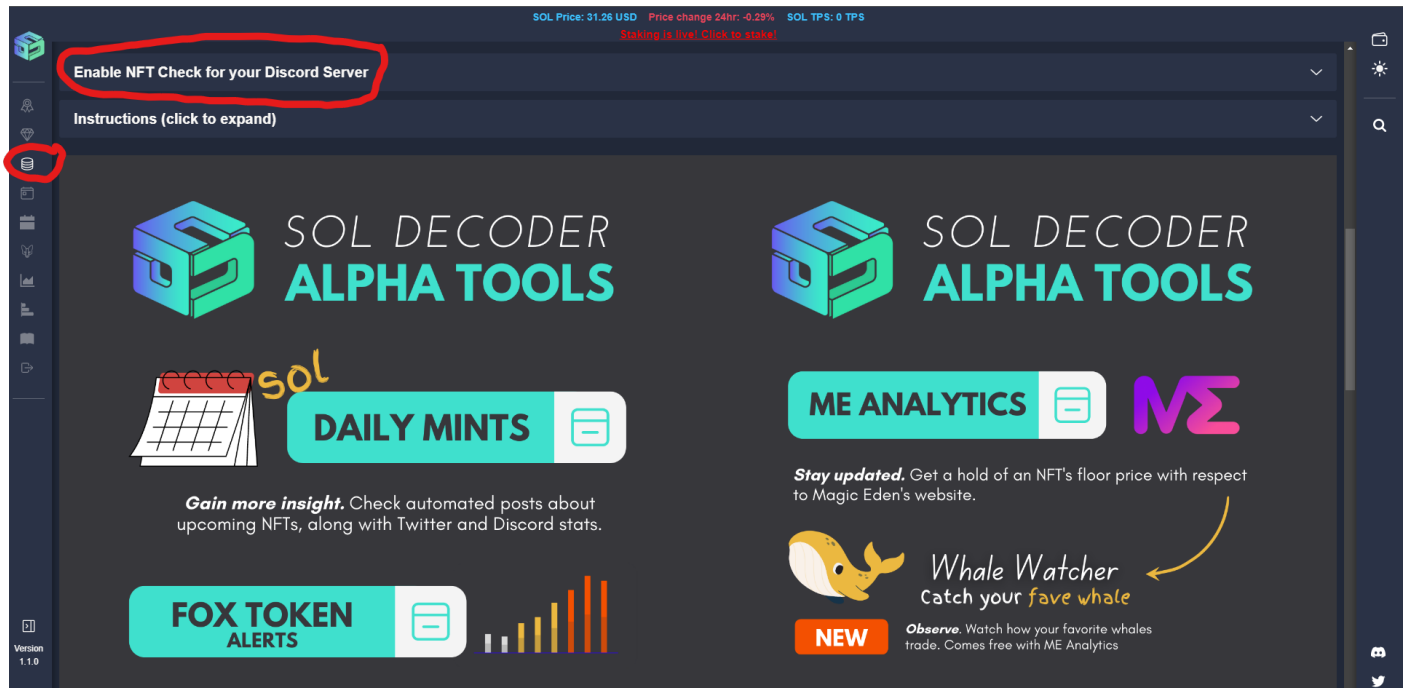 SOL Price: 31.26 USD Price change 24hr: -0.29% SOL TPS: 0 TPS
Staking is live! Click to stake!
Enable NFT Check for your Discord Server
Instructions (click to expand)
SOL DECODER
ALPHA TOOLS
sol
DAILY MINTS
Gain more insight. Check automated posts about
upcoming NFTs, along with Twitter and Discord stats.
FOX TOKEN
ALERTS
SOL DECODER
ALPHA TOOLS
ME ANALYTICS
ME
Stay updated. Get a hold of an NFT's floor price with respect
to Magic Eden's website.
Whale Watcher
Catch your fave whale
NEW
Observe. Watch how your favorite whales
trade. Comes free with ME Analytics
Version
1.1.0